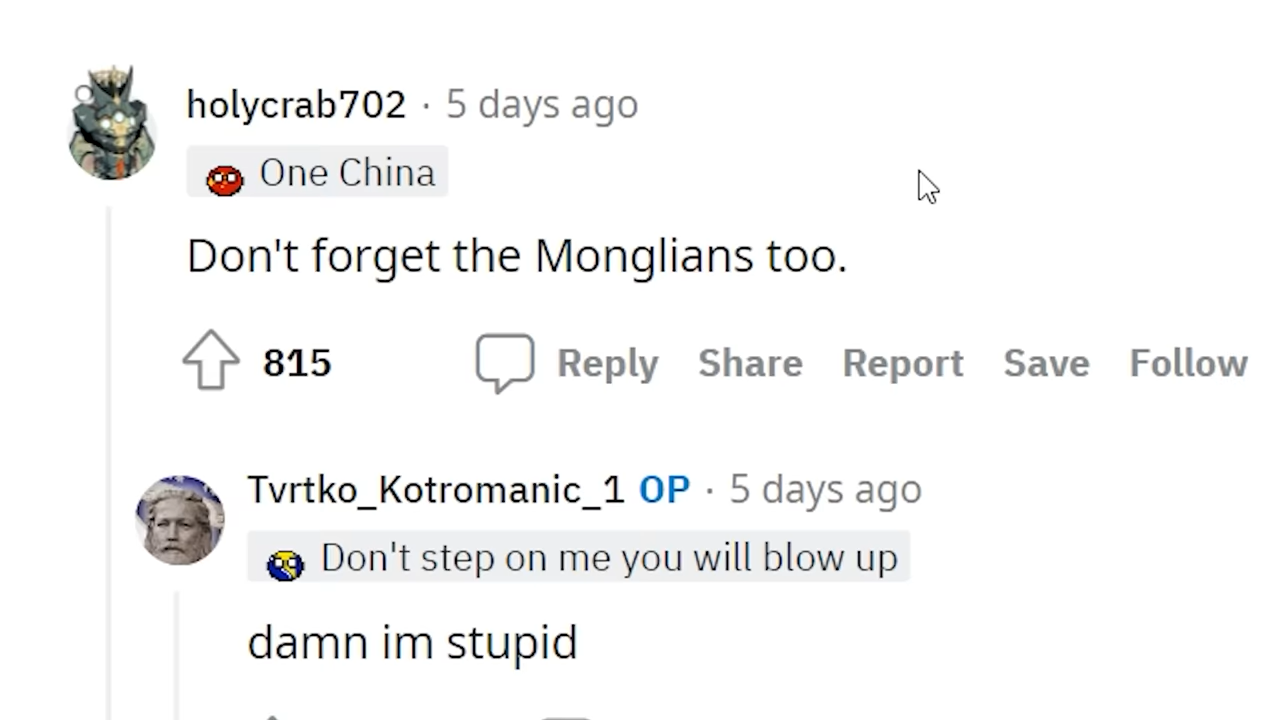 holycrab702 · 5 days ago
One China
Don't forget the Monglians too.
815 Reply Share Report Save Follow
Tvrtko_Kotromanic_1 OP · 5 days ago
Don't step on me you will blow up
damn im stupid